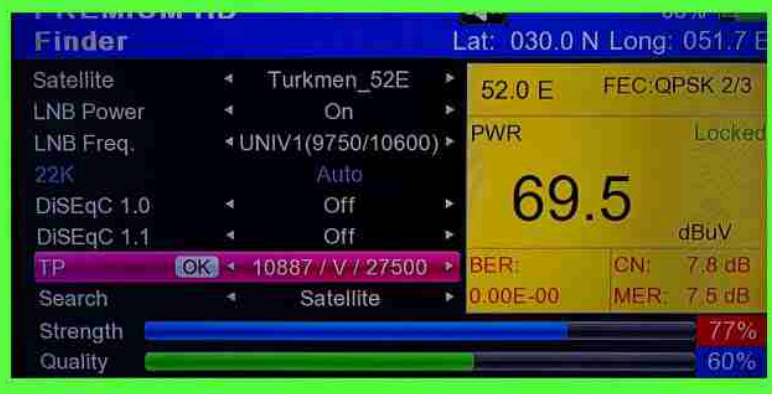 PREMIUM HD
Finder Lat: 030.0 N Long: 051.7 E
Satellite Turkmen_52E
LNB Power On
LNB Freq. UNIV1(9750/10600)
22K Auto
DiSEqC 1.0 Off
DiSEqC 1.1 Off
TP OK 10887 / V / 27500
Search Satellite
Strength 77%
Quality 60%
52.0 E FEC:QPSK 2/3
PWR Locked
69.5
dBuV
BER: CN: 7.8 dB
0.00E-00 MER: 7.5 dB